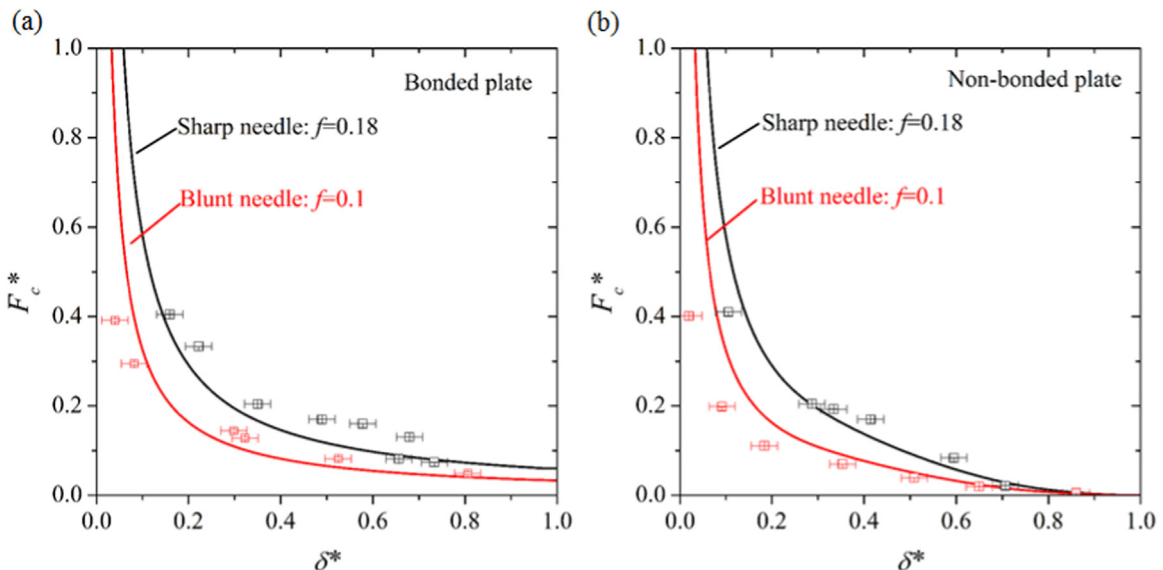 (a)
Bonded plate
Sharp needle: f=0.18
Blunt needle: f=0.1
1.0
0.8
0.6
0.4
0.2
0.0
F_c*
0.0 0.2 0.4 0.6 0.8 1.0
δ*
(b)
Non-bonded plate
Sharp needle: f=0.18
Blunt needle: f=0.1
1.0
0.8
0.6
0.4
0.2
0.0
F_c*
0.0 0.2 0.4 0.6 0.8 1.0
δ*